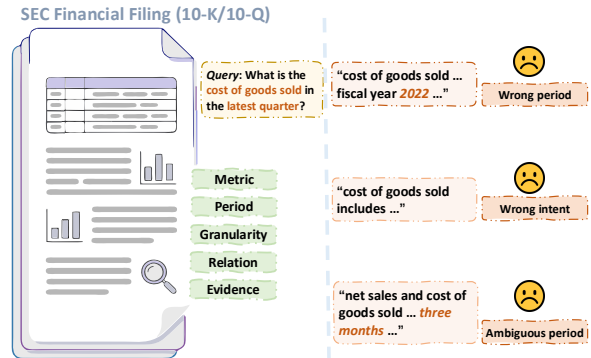 SEC Financial Filing (10-K/10-Q)
Query: What is the
cost of goods sold in
the latest quarter?
Metric
Period
Granularity
Relation
Evidence
“cost of goods sold ...
fiscal year 2022 ...”
Wrong period
“cost of goods sold
includes ...”
Wrong intent
“net sales and cost of
goods sold ... three
months ...”
Ambiguous period